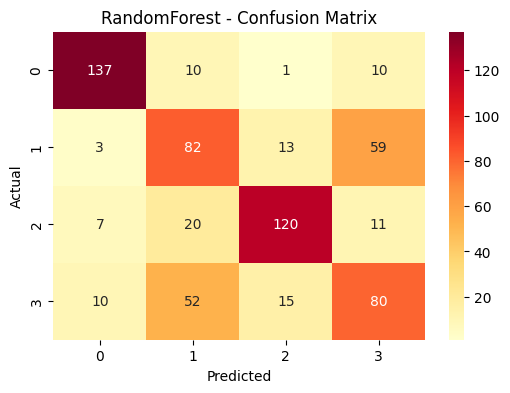 RandomForest - Confusion Matrix
0 137 10 1 10
1 3 82 13 59
2 7 20 120 11
3 10 52 15 80
0 1 2 3
Actual
Predicted
120
100
80
60
40
20